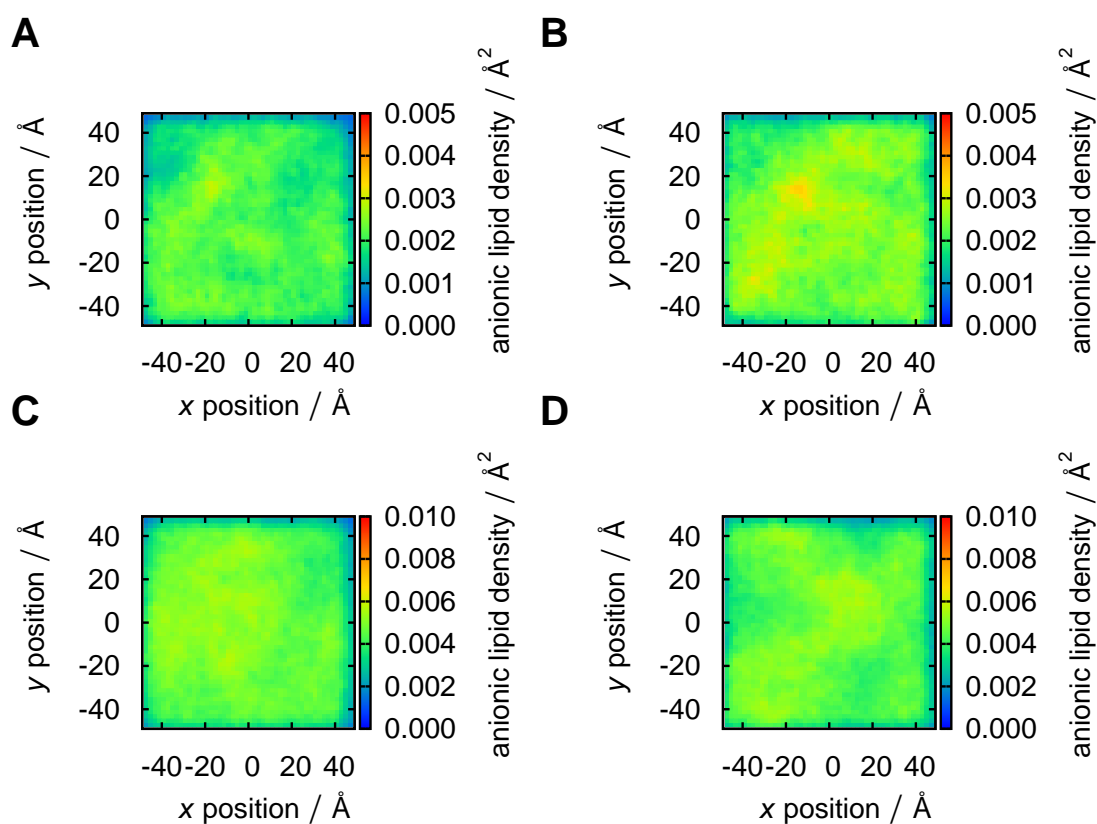 A
y position / Å
40
20
0
-20
-40
-40 -20 0 20 40
x position / Å
0.005
0.004
0.003
0.002
0.001
0.000
anionic lipid density / Å²
B
y position / Å
40
20
0
-20
-40
-40 -20 0 20 40
x position / Å
0.005
0.004
0.003
0.002
0.001
0.000
anionic lipid density / Å²
C
y position / Å
40
20
0
-20
-40
-40 -20 0 20 40
x position / Å
0.010
0.008
0.006
0.004
0.002
0.000
anionic lipid density / Å²
D
y position / Å
40
20
0
-20
-40
-40 -20 0 20 40
x position / Å
0.010
0.008
0.006
0.004
0.002
0.000
anionic lipid density / Å²